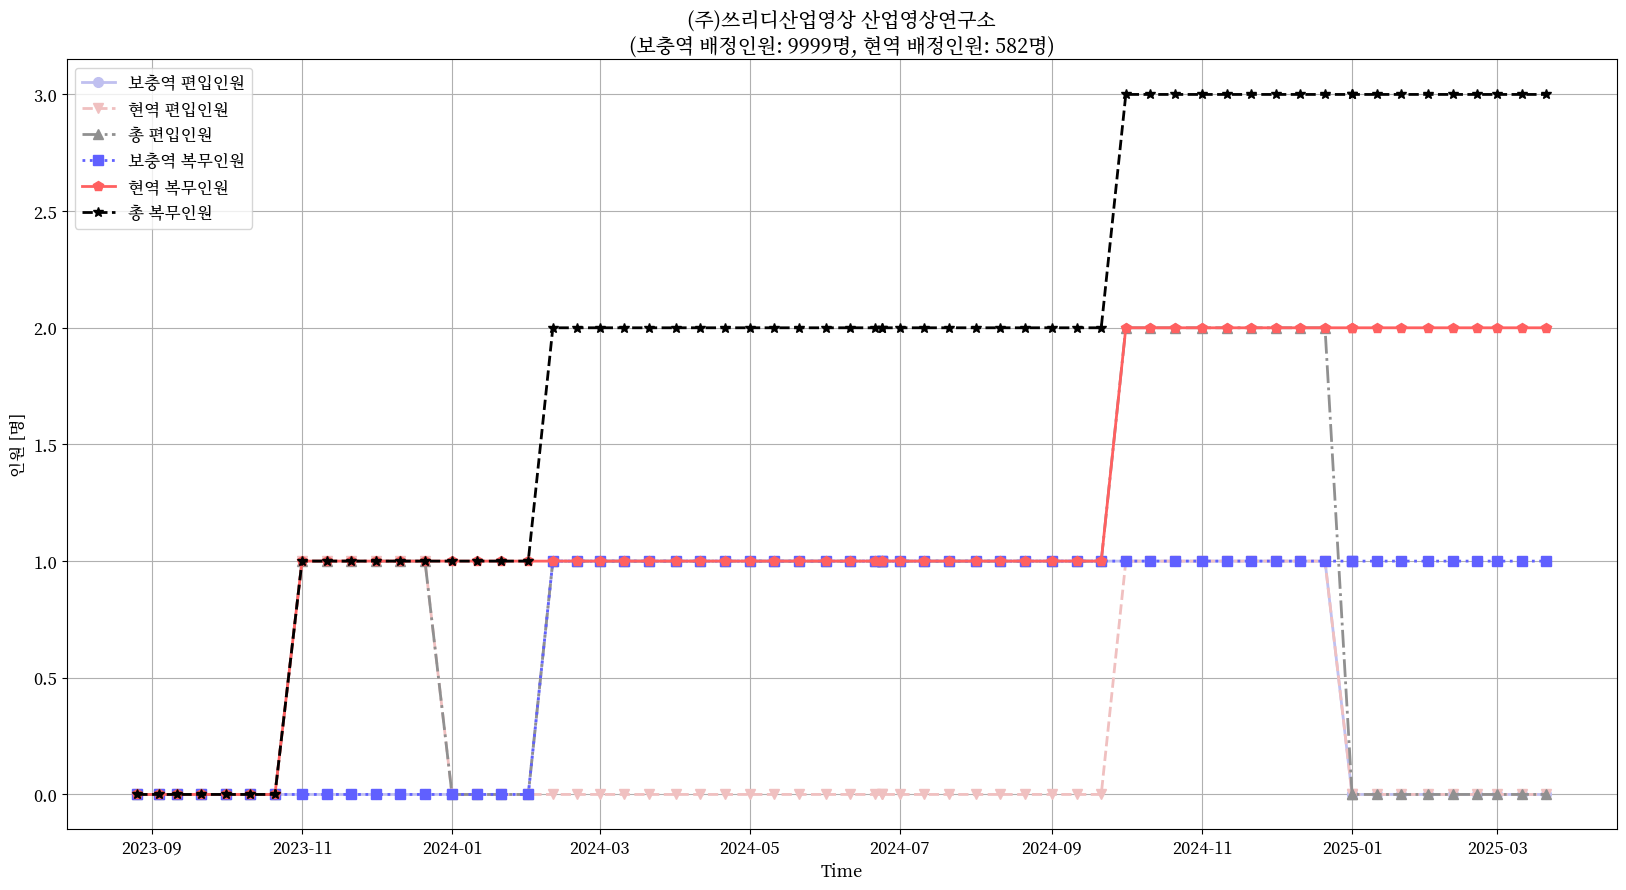 (주)쓰리디산업영상 산업영상연구소
(보충역 배정인원: 9999명, 현역 배정인원: 582명)
보충역 편입인원
현역 편입인원
총 편입인원
보충역 복무인원
현역 복무인원
총 복무인원
인원 [명]
3.0
2.5
2.0
1.5
1.0
0.5
0.0
2023-09
2023-11
2024-01
2024-03
2024-05
2024-07
2024-09
2024-11
2025-01
2025-03
Time